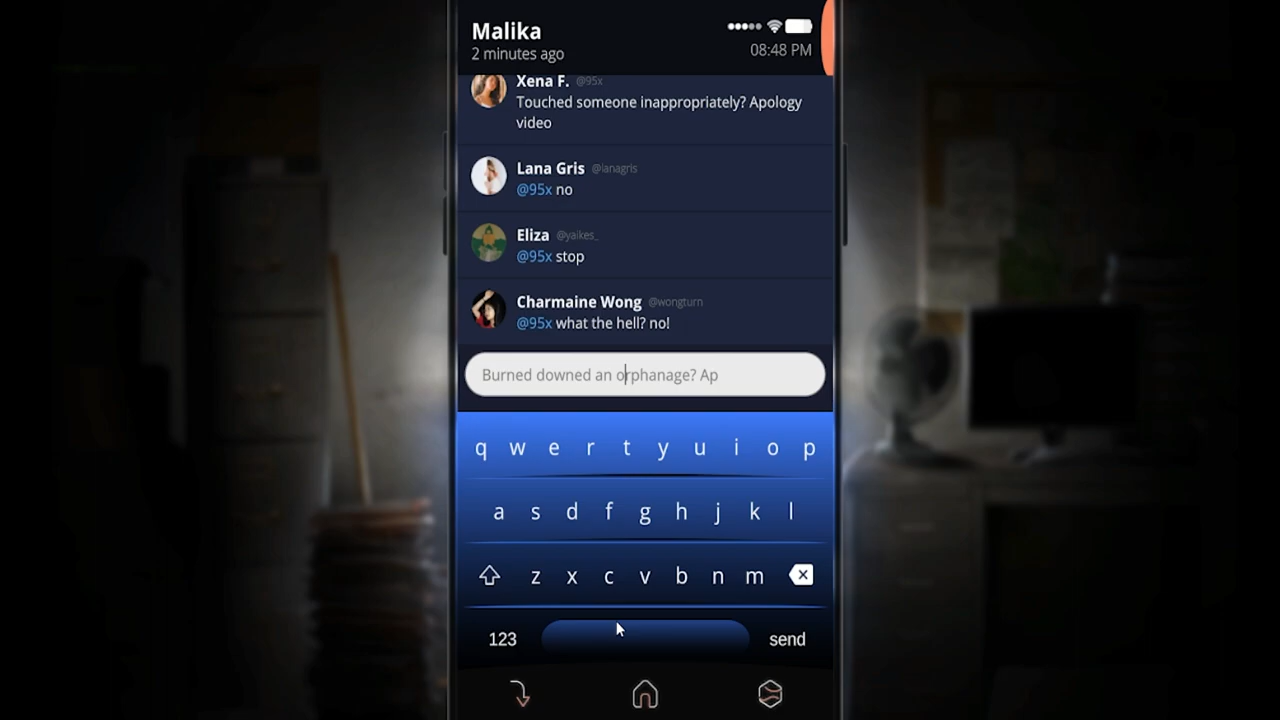 Malika
2 minutes ago
08:48 PM
Xena F. @95x
Touched someone inappropriately? Apology
video
Lana Gris @lanagris
@95x no
Eliza @yaikes_
@95x stop
Charmaine Wong @wongturn
@95x what the hell? no!
Burned downed an orphanage? Ap
q w e r t y u i o p
a s d f g h j k l
z x c v b n m
123 send